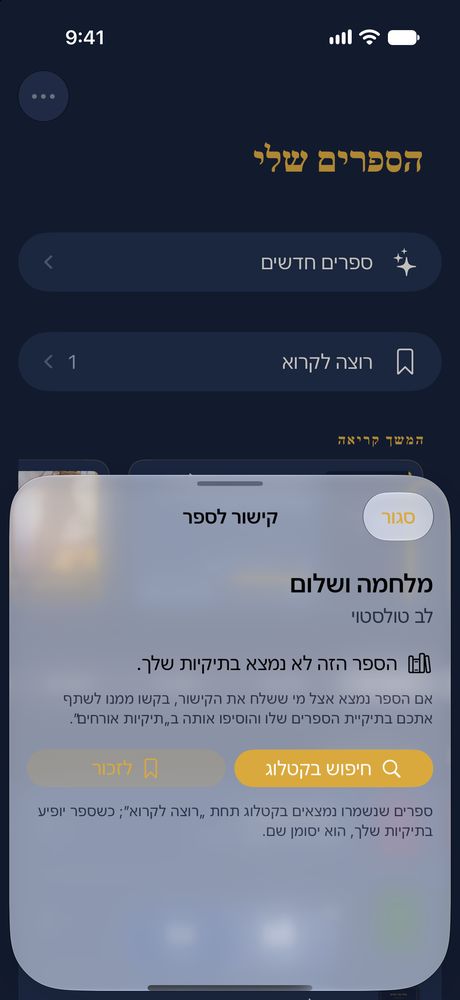 9:41
הספרים שלי
ספרים חדשים
רוצה לקרוא
1
המשך קריאה
סגור
קישור לספר
מלחמה ושלום
לב טולסטוי
הספר הזה לא נמצא בתיקיות שלך.
אם הספר נמצא אצל מי ששלח את הקישור, בקשו ממנו לשתף
אתכם בתיקיית הספרים שלו והוסיפו אותה ב„תיקיות אורחים”.
חיפוש בקטלוג
לזכור
ספרים שנשמרו נמצאים בקטלוג תחת „רוצה לקרוא”; כשספר יופיע
בתיקיות שלך, הוא יסומן שם.